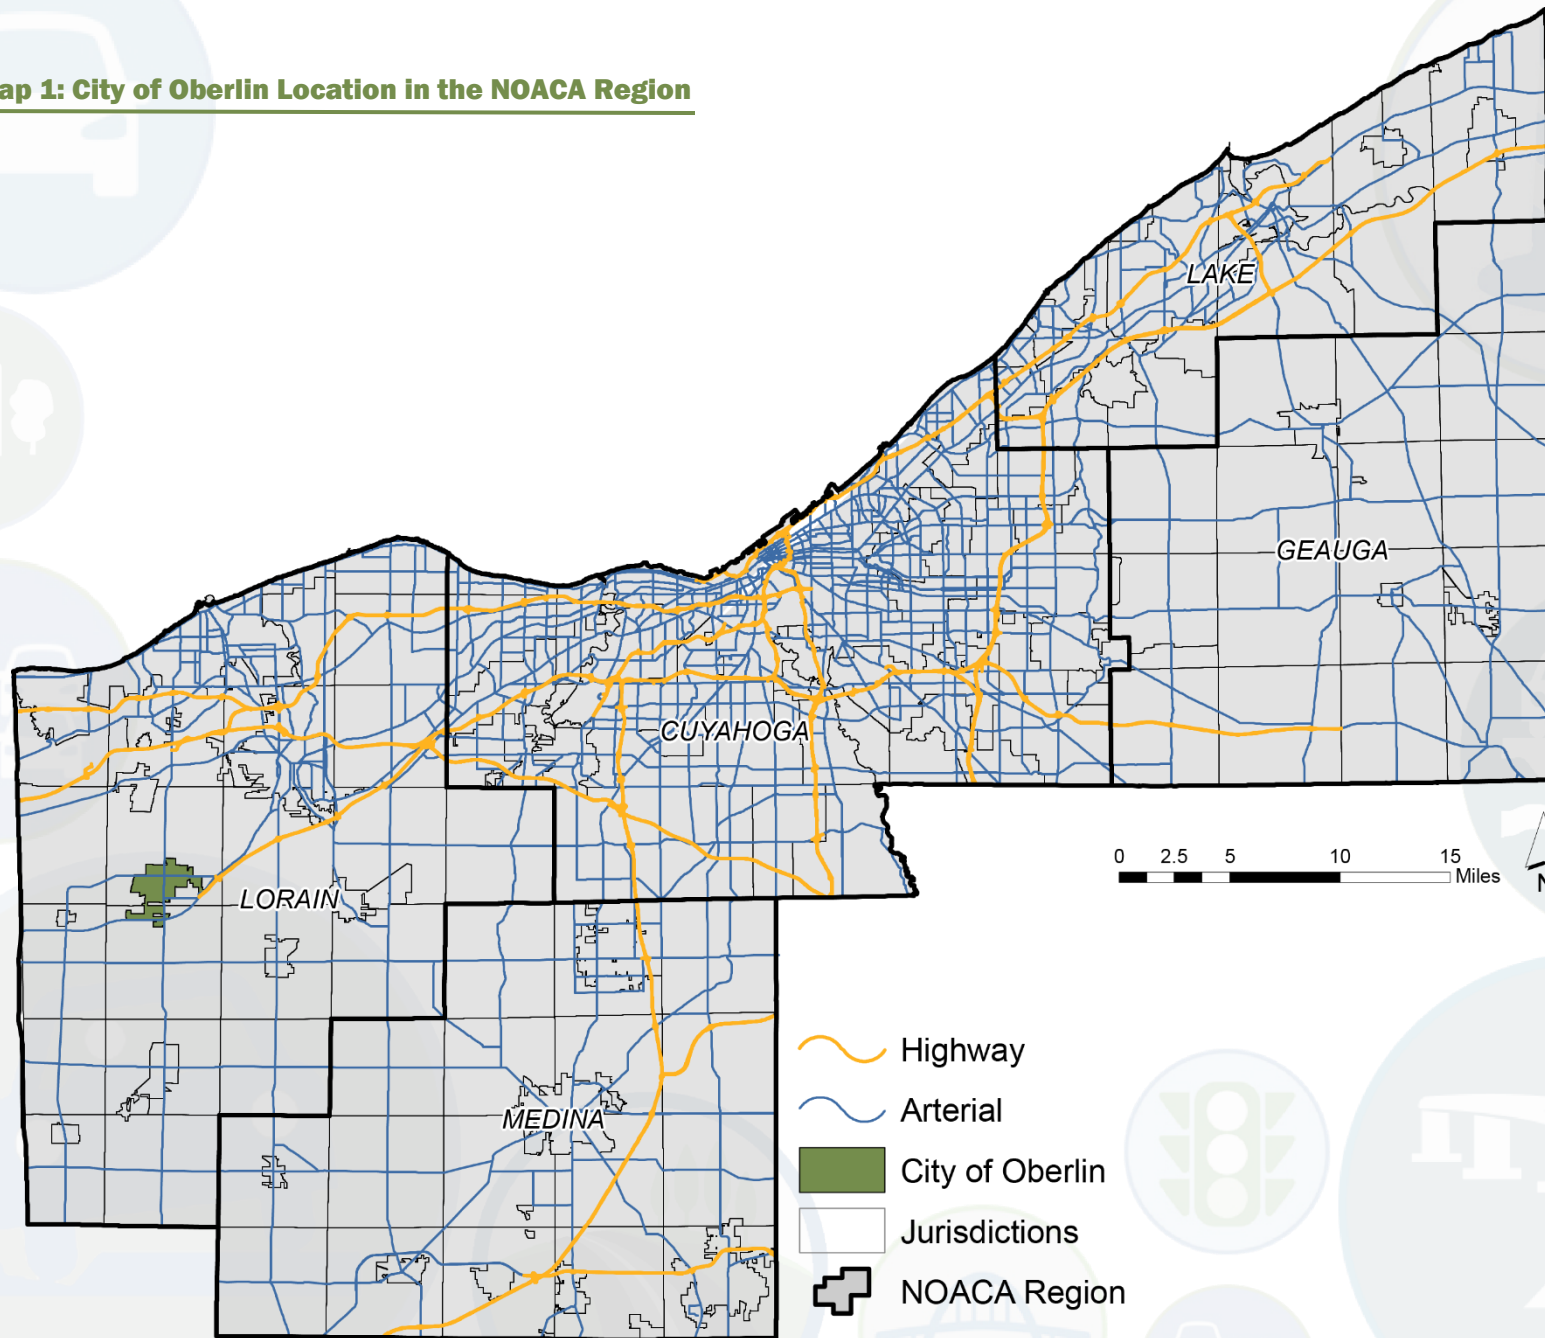 ap 1: City of Oberlin Location in the NOACA Region
LAKE
GEAUGA
CUYAHOGA
LORAIN
MEDINA
0 2.5 5 10 15
Miles
N
Highway
Arterial
City of Oberlin
Jurisdictions
NOACA Region